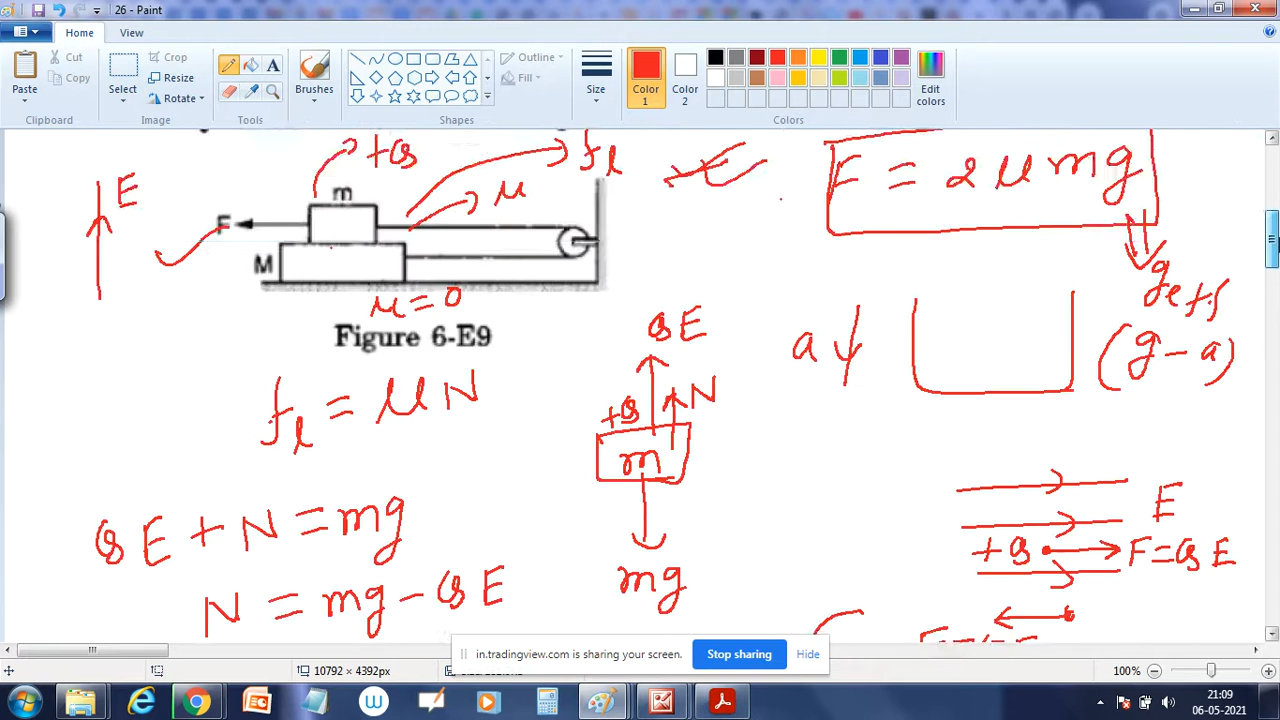 26 - Paint
Home View
Paste
Cut
Copy
Clipboard
Select
Crop
Resize
Rotate
Image
Tools
Brushes
Outline
Fill
Shapes
Size
Color 1
Color 2
Edit colors
Colors
+Q
fl
E
m
μ
F
M
μ = 0
F = 2μmg
geff
Figure 6-E9
QE
a
(g - a)
fl = μN
+Q
N
m
QE + N = mg
mg
N = mg - QE
E
+Q
F = QE
in.tradingview.com is sharing your screen.
Stop sharing
Hide
10792 × 4392px
100%
21:09
06-05-2021